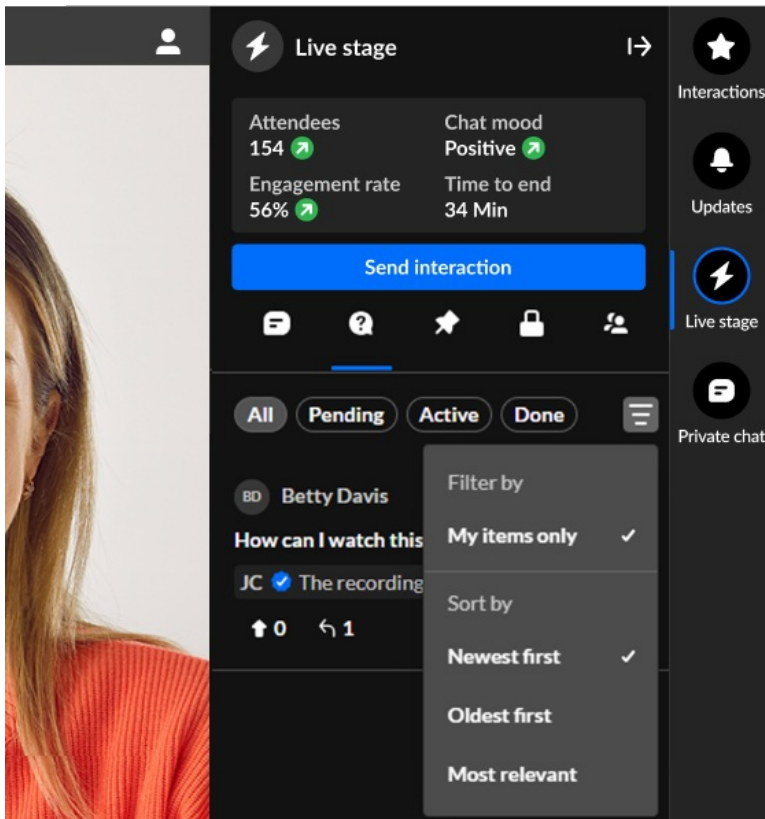 Live stage
Attendees
154
Chat mood
Positive
Engagement rate
56%
Time to end
34 Min
Send interaction
All
Pending
Active
Done
BD
Betty Davis
How can I watch this
JC
The recording
0
1
Filter by
My items only
Sort by
Newest first
Oldest first
Most relevant
Interactions
Updates
Live stage
Private chat